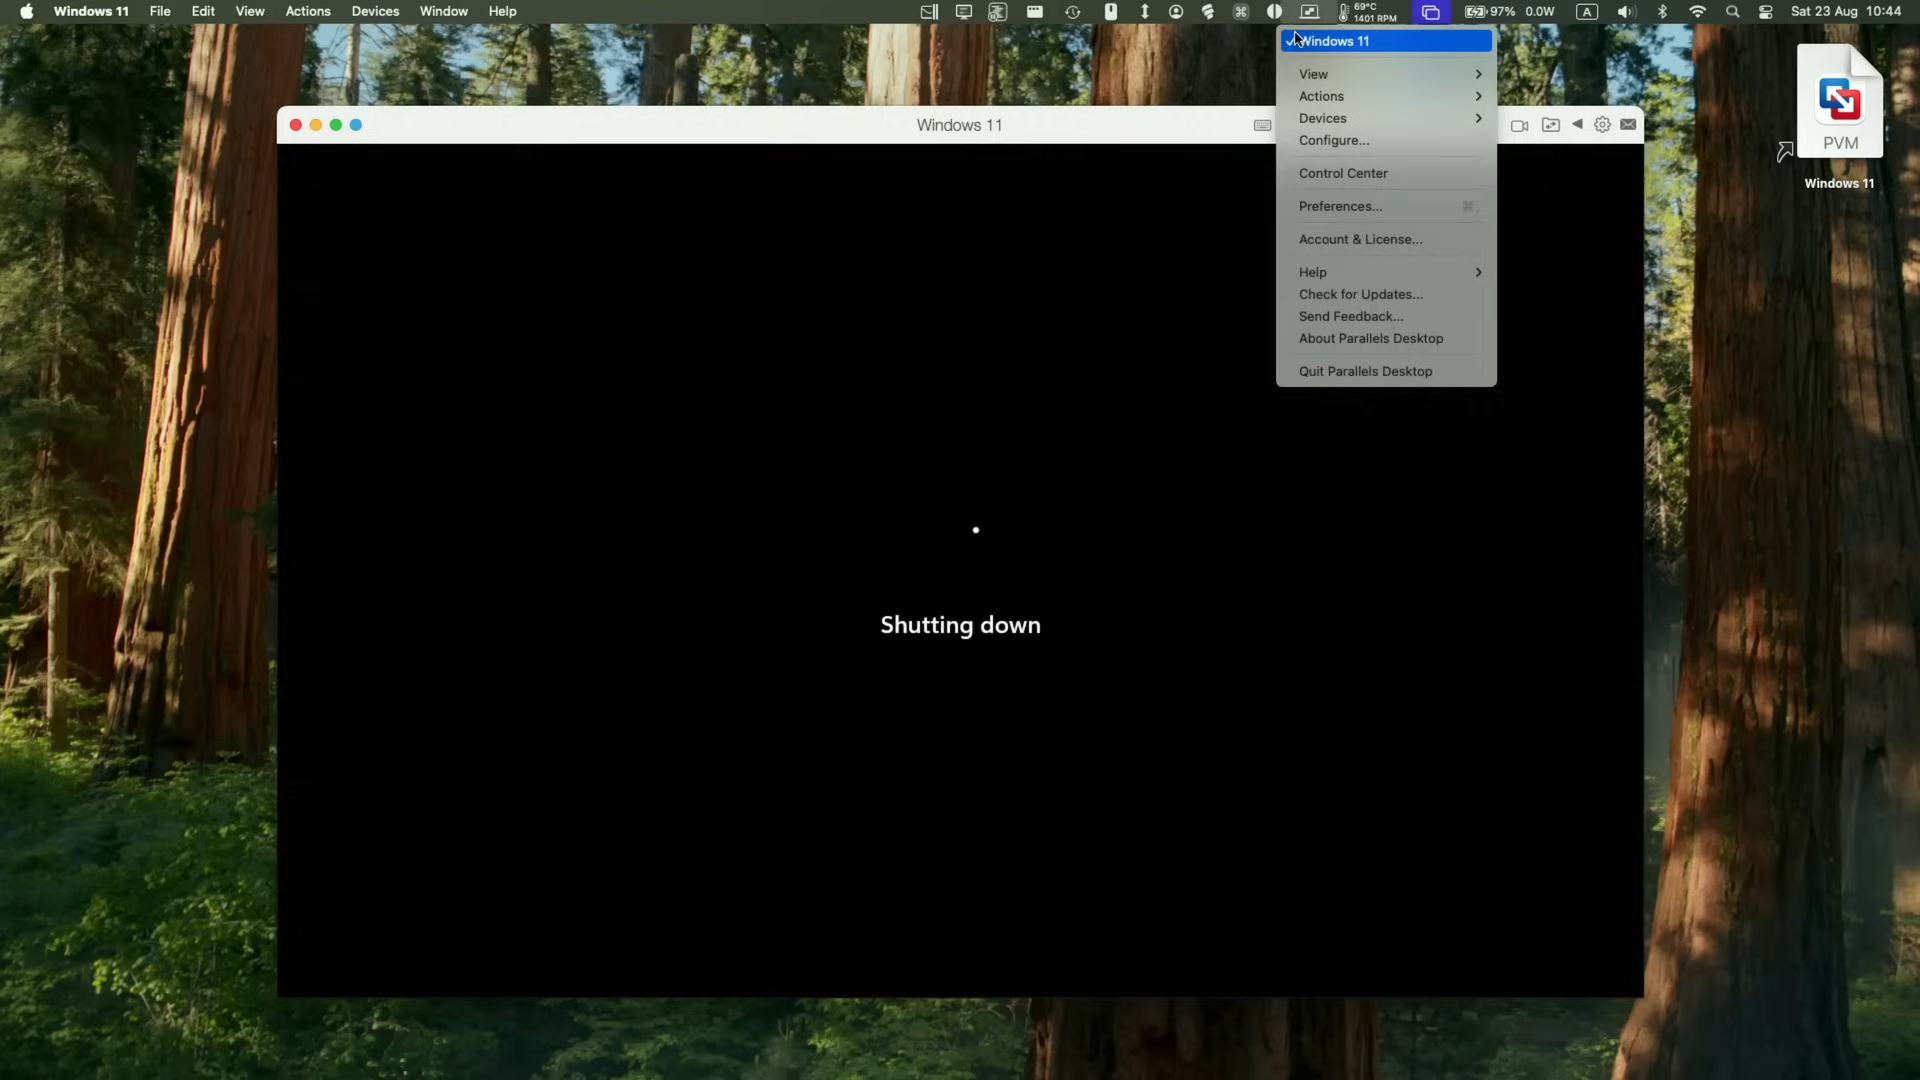 Windows 11 File Edit View Actions Devices Window Help
69°C
1401 RPM
97% 0.0W A Sat 23 Aug 10:44
Windows 11
Windows 11
View
Actions
Devices
Configure...
Control Center
Preferences... ⌘,
Account & License...
Help
Check for Updates...
Send Feedback...
About Parallels Desktop
Quit Parallels Desktop
PVM
Windows 11
Shutting down